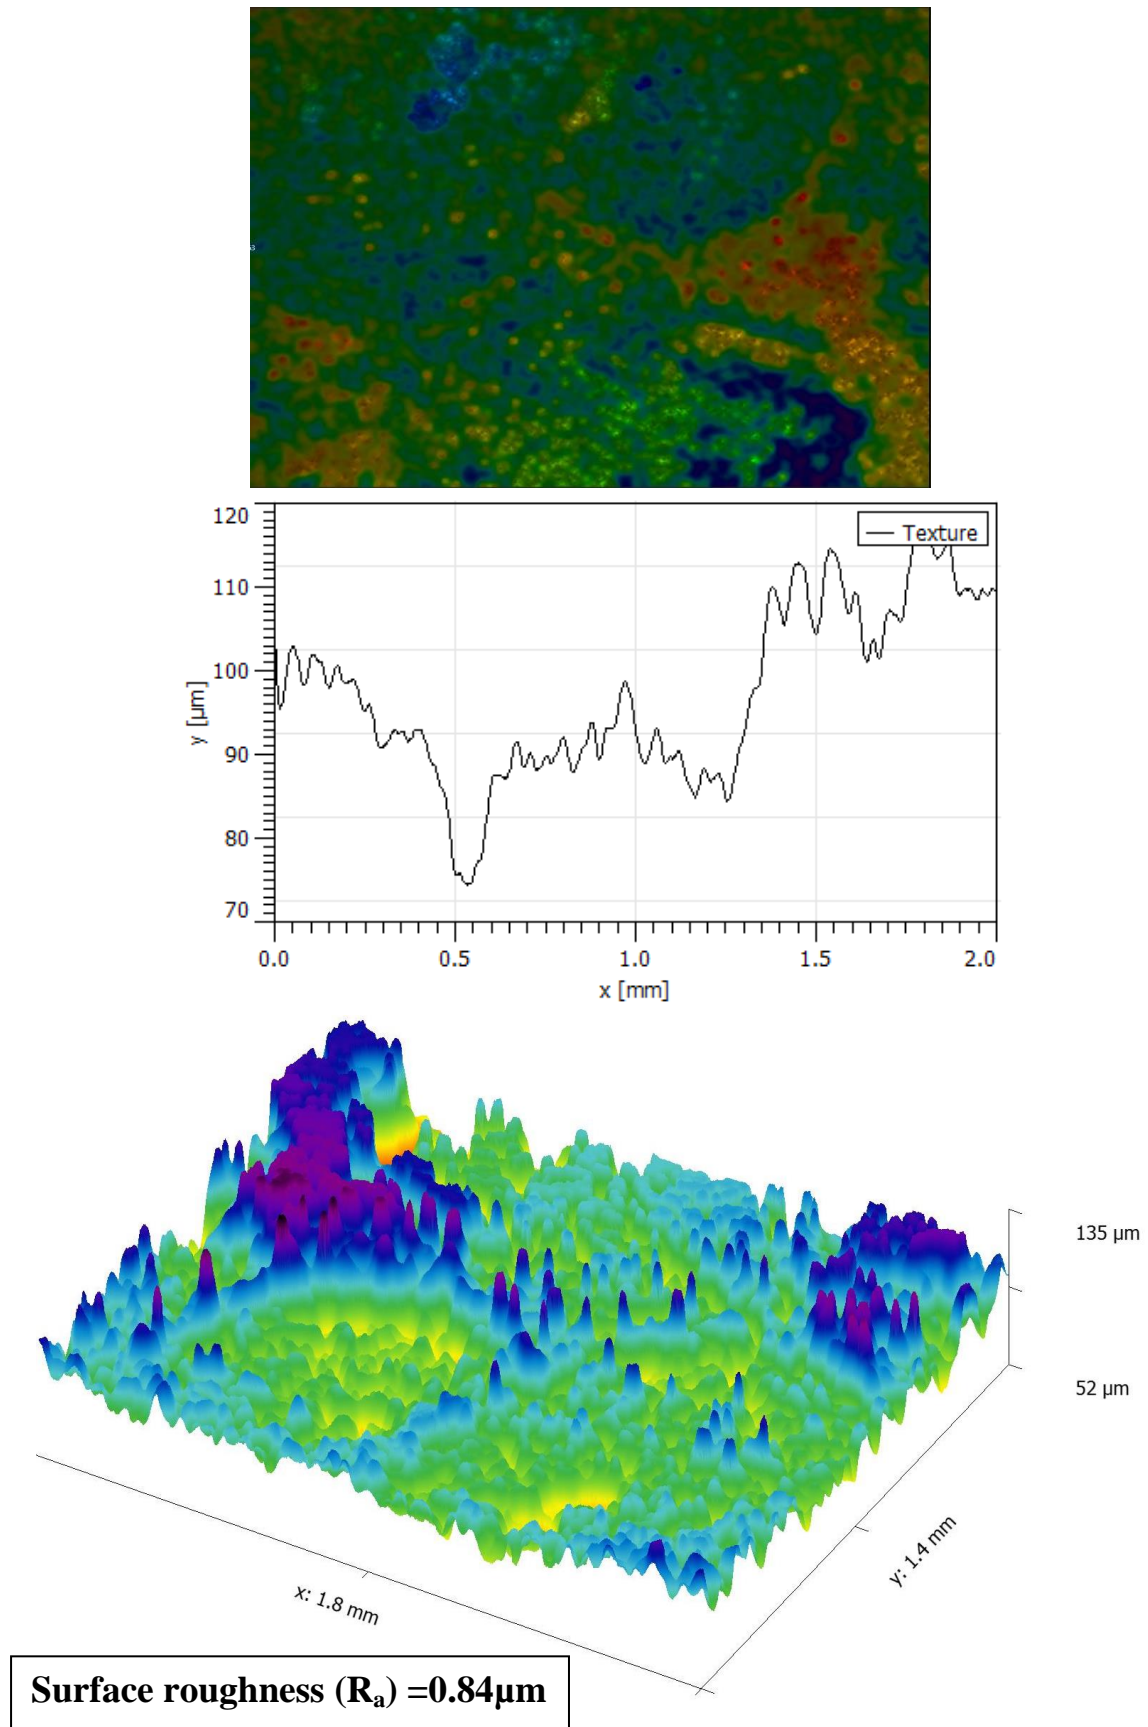 120
Texture
110
100
y [µm]
90
80
70
0.0 0.5 1.0 1.5 2.0
x [mm]
135 µm
52 µm
y: 1.4 mm
x: 1.8 mm
Surface roughness (Rₐ) =0.84µm